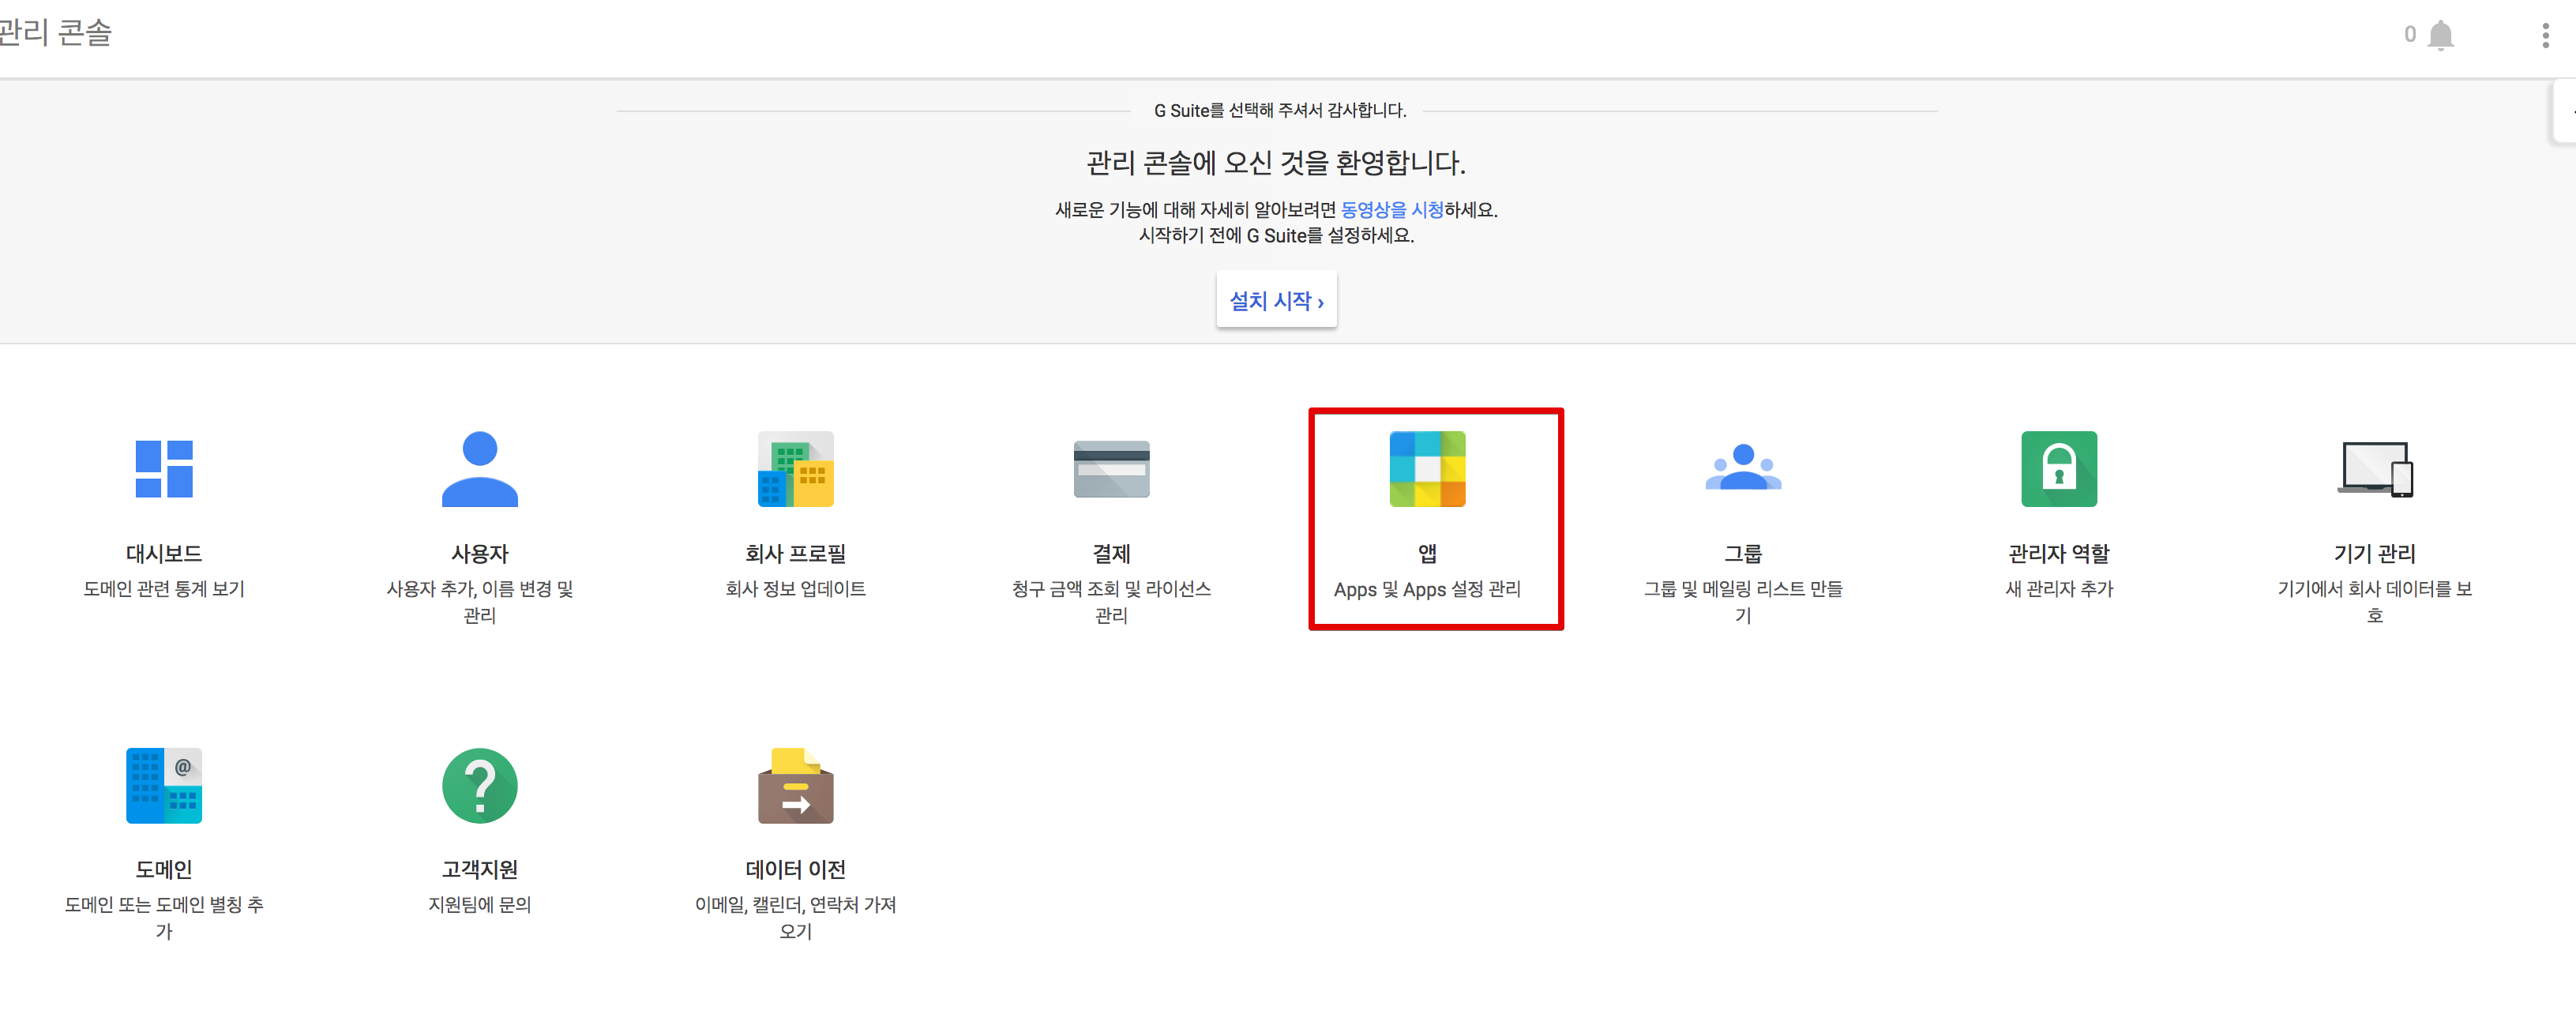 관리 콘솔
0
G Suite를 선택해 주셔서 감사합니다.
관리 콘솔에 오신 것을 환영합니다.
새로운 기능에 대해 자세히 알아보려면 동영상을 시청하세요.
시작하기 전에 G Suite를 설정하세요.
설치 시작 ›
대시보드
도메인 관련 통계 보기
사용자
사용자 추가, 이름 변경 및
관리
회사 프로필
회사 정보 업데이트
결제
청구 금액 조회 및 라이선스
관리
앱
Apps 및 Apps 설정 관리
그룹
그룹 및 메일링 리스트 만들
기
관리자 역할
새 관리자 추가
기기 관리
기기에서 회사 데이터를 보
호
@
도메인
도메인 또는 도메인 별칭 추
가
?
고객지원
지원팀에 문의
데이터 이전
이메일, 캘린더, 연락처 가져
오기